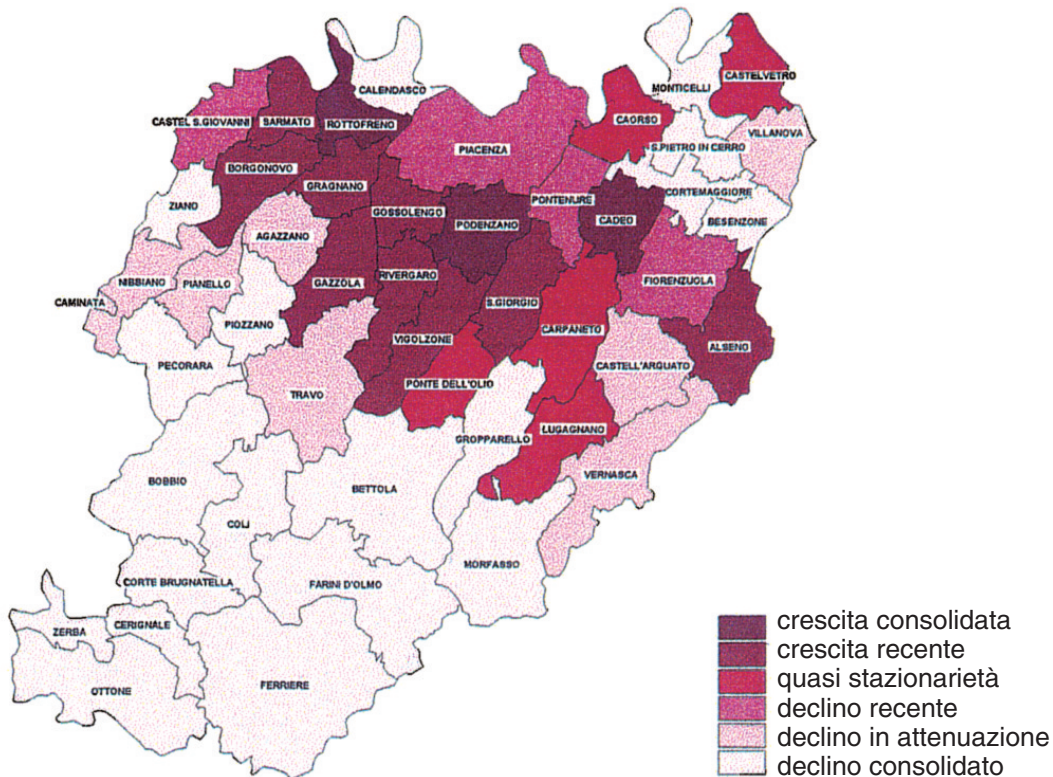 CALENDASCO
CASTELVETRO
MONTICELLI
CASTEL S.GIOVANNI
SARMATO
ROTTOFRENO
CAORSO
VILLANOVA
PIACENZA
S.PIETRO IN CERRO
BORGONOVO
GRAGNANO
PONTENURE
CORTEMAGGIORE
ZIANO
GOSSOLENGO
PODENZANO
CADEO
BESENZONE
AGAZZANO
NIBBIANO
PIANELLO
GAZZOLA
RIVERGARO
FIORENZUOLA
CAMINATA
S.GIORGIO
PIOZZANO
CARPANETO
VIGOLZONE
ALSENO
PECORARA
CASTELL'ARQUATO
PONTE DELL'OLIO
TRAVO
LUGAGNANO
GROPPARELLO
VERNASCA
BOBBIO
BETTOLA
COLI
MORFASSO
CORTE BRUGNATELLA
FARINI D'OLMO
CERIGNALE
ZERBA
FERRIERE
OTTONE
crescita consolidata
crescita recente
quasi stazionarietà
declino recente
declino in attenuazione
declino consolidato